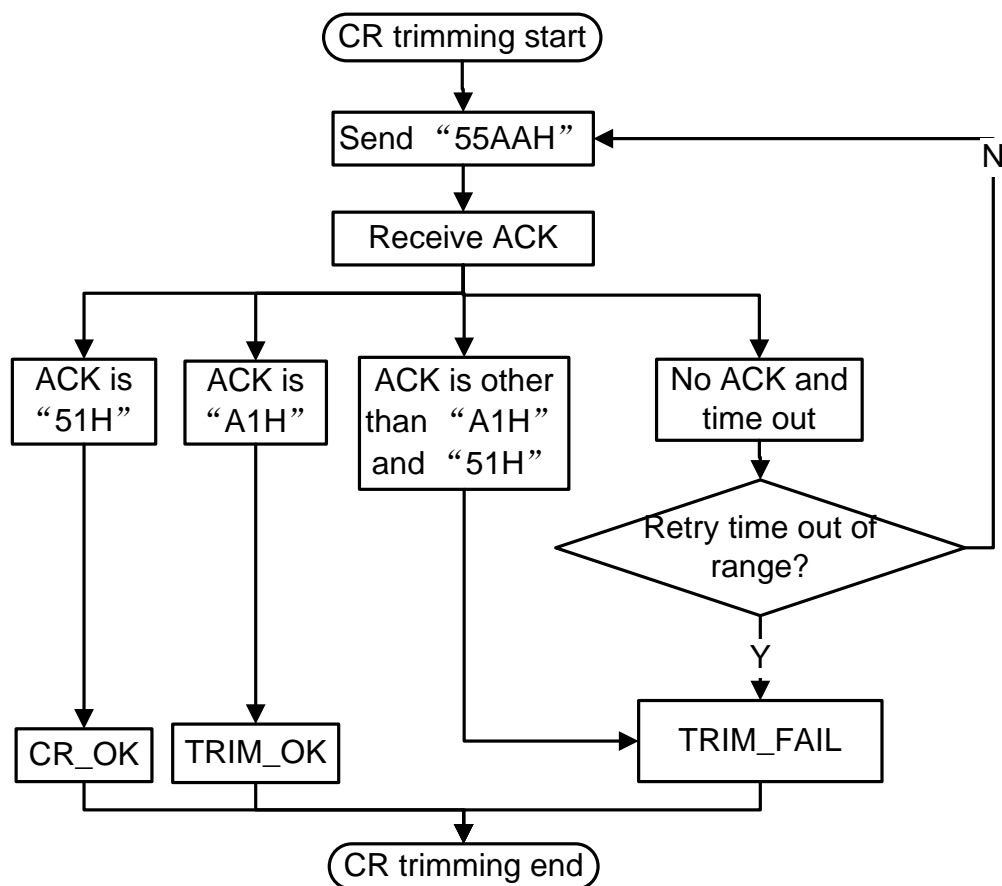 CR trimming start
Send “55AAH”
N
Receive ACK
ACK is
“51H”
ACK is
“A1H”
ACK is other
than “A1H”
and “51H”
No ACK and
time out
Retry time out of
range?
Y
CR_OK
TRIM_OK
TRIM_FAIL
CR trimming end